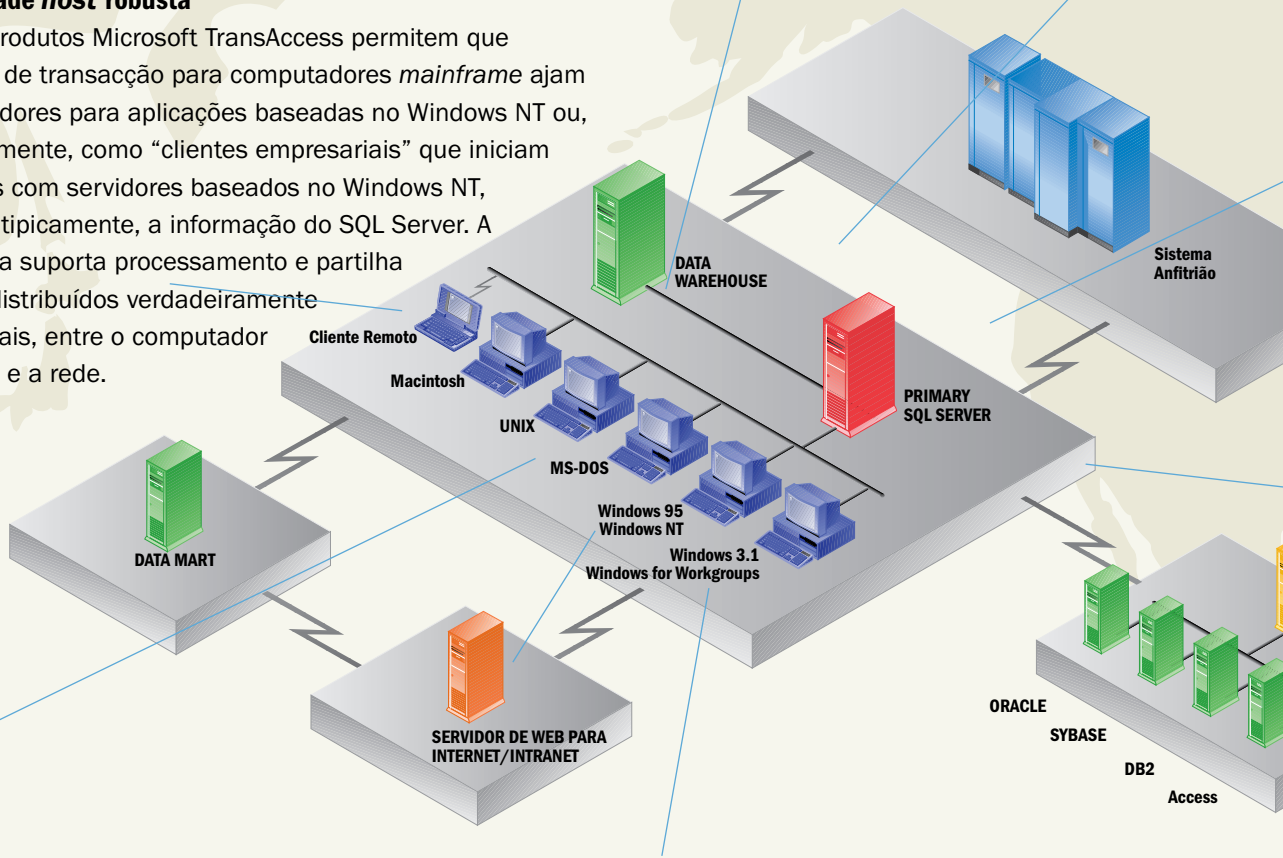 ade host robusta
rodutos Microsoft TransAccess permitem que
de transacção para computadores mainframe ajam
dores para aplicações baseadas no Windows NT ou,
mente, como “clientes empresariais” que iniciam
s com servidores baseados no Windows NT,
tipicamente, a informação do SQL Server. A
a suporta processamento e partilha
distribuídos verdadeiramente
ais, entre o computador
e a rede.
Sistema
Anfitrião
DATA
WAREHOUSE
Cliente Remoto
Macintosh
UNIX
MS-DOS
Windows 95
Windows NT
Windows 3.1
Windows for Workgroups
PRIMARY
SQL SERVER
DATA MART
SERVIDOR DE WEB PARA
INTERNET/INTRANET
ORACLE
SYBASE
DB2
Access